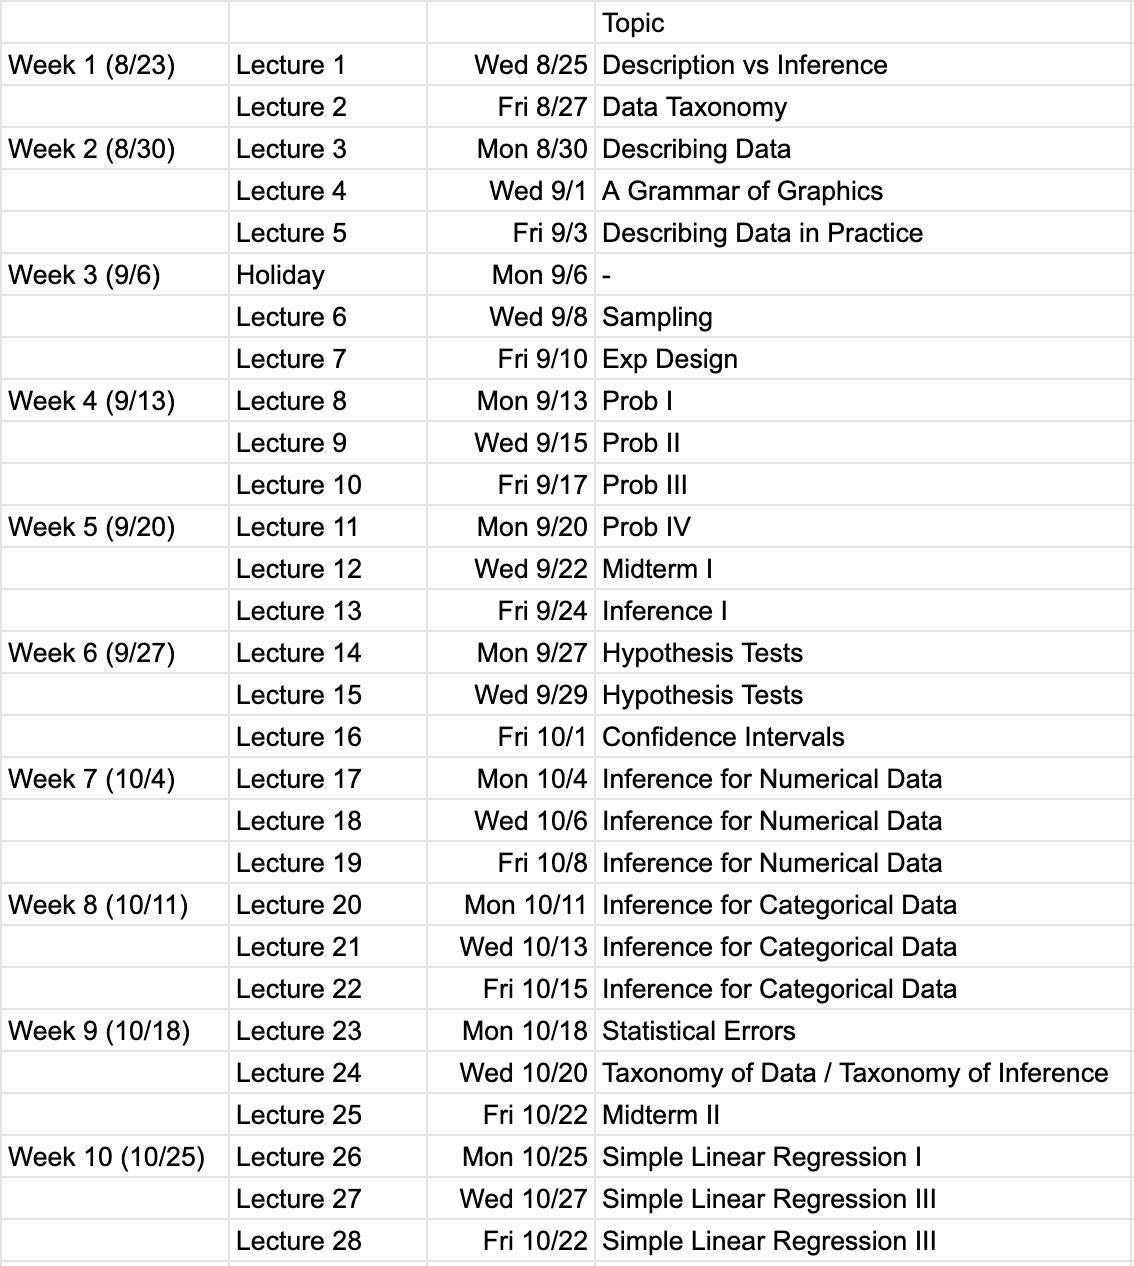 Topic
Week 1 (8/23) Lecture 1 Wed 8/25 Description vs Inference
Lecture 2 Fri 8/27 Data Taxonomy
Week 2 (8/30) Lecture 3 Mon 8/30 Describing Data
Lecture 4 Wed 9/1 A Grammar of Graphics
Lecture 5 Fri 9/3 Describing Data in Practice
Week 3 (9/6) Holiday Mon 9/6 -
Lecture 6 Wed 9/8 Sampling
Lecture 7 Fri 9/10 Exp Design
Week 4 (9/13) Lecture 8 Mon 9/13 Prob I
Lecture 9 Wed 9/15 Prob II
Lecture 10 Fri 9/17 Prob III
Week 5 (9/20) Lecture 11 Mon 9/20 Prob IV
Lecture 12 Wed 9/22 Midterm I
Lecture 13 Fri 9/24 Inference I
Week 6 (9/27) Lecture 14 Mon 9/27 Hypothesis Tests
Lecture 15 Wed 9/29 Hypothesis Tests
Lecture 16 Fri 10/1 Confidence Intervals
Week 7 (10/4) Lecture 17 Mon 10/4 Inference for Numerical Data
Lecture 18 Wed 10/6 Inference for Numerical Data
Lecture 19 Fri 10/8 Inference for Numerical Data
Week 8 (10/11) Lecture 20 Mon 10/11 Inference for Categorical Data
Lecture 21 Wed 10/13 Inference for Categorical Data
Lecture 22 Fri 10/15 Inference for Categorical Data
Week 9 (10/18) Lecture 23 Mon 10/18 Statistical Errors
Lecture 24 Wed 10/20 Taxonomy of Data / Taxonomy of Inference
Lecture 25 Fri 10/22 Midterm II
Week 10 (10/25) Lecture 26 Mon 10/25 Simple Linear Regression I
Lecture 27 Wed 10/27 Simple Linear Regression III
Lecture 28 Fri 10/22 Simple Linear Regression III